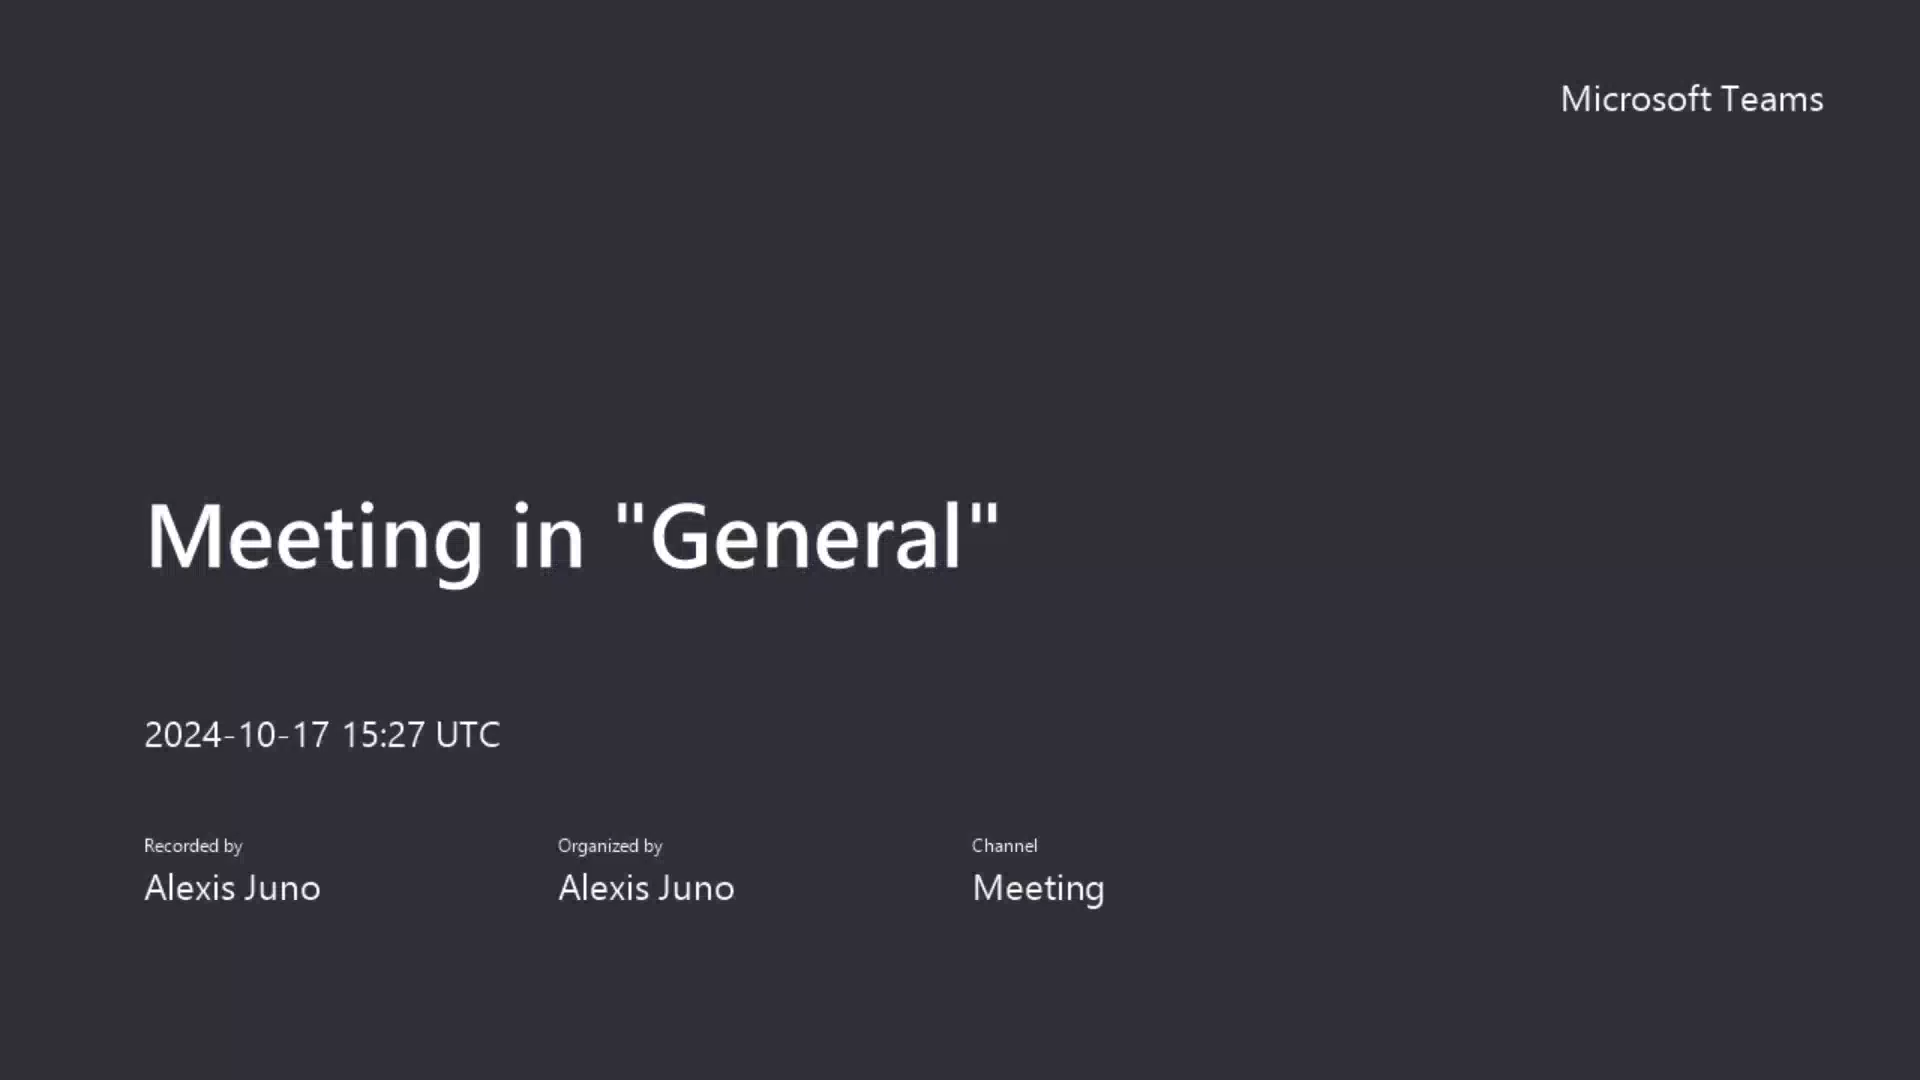 Microsoft Teams
Meeting in "General"
2024-10-17 15:27 UTC
Recorded by
Alexis Juno
Organized by
Alexis Juno
Channel
Meeting